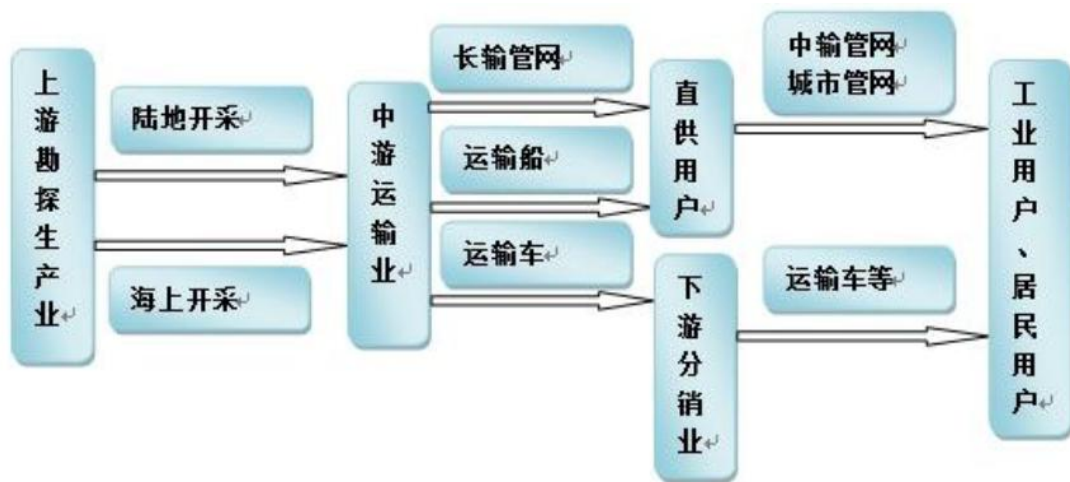 上游勘探生产业
陆地开采
海上开采
中游运输业
长输管网
运输船
运输车
直供用户
下游分销业
中输管网
城市管网
运输车等
工业用户、居民用户